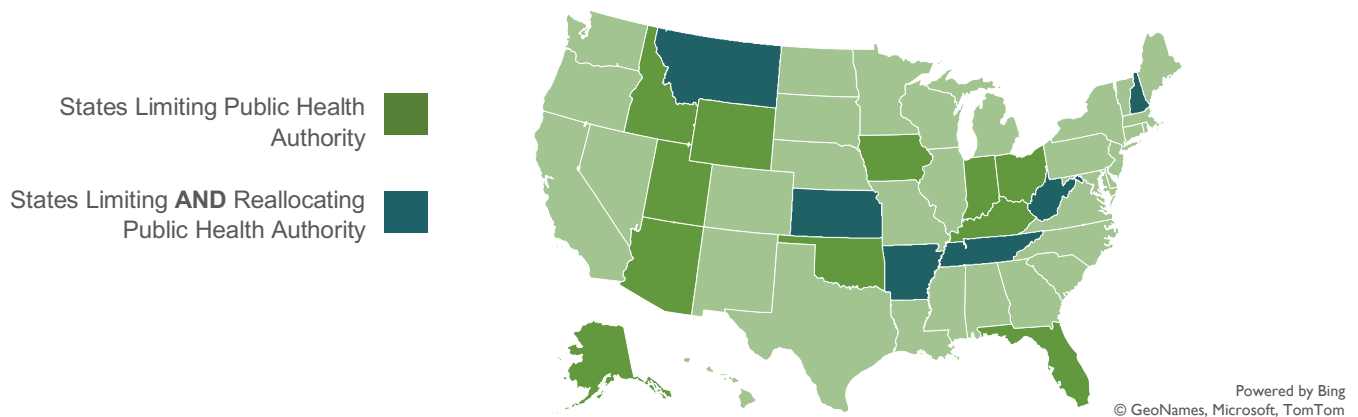 States Limiting Public Health
Authority
States Limiting AND Reallocating
Public Health Authority
Powered by Bing
© GeoNames, Microsoft, TomTom